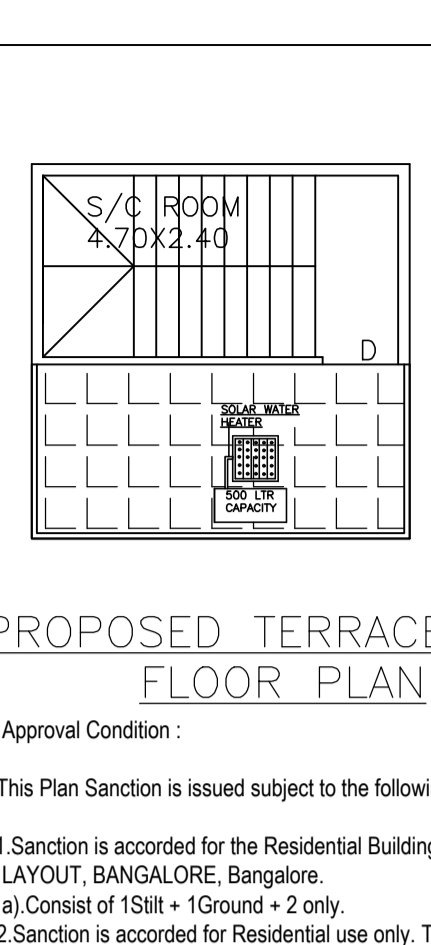 S/C ROOM
4.70X2.40
D
SOLAR WATER
HEATER
500 LTR
CAPACITY
PROPOSED TERRACE
FLOOR PLAN
Approval Condition :
This Plan Sanction is issued subject to the followi
1.Sanction is accorded for the Residential Building
LAYOUT, BANGALORE, Bangalore.
a).Consist of 1Stilt + 1Ground + 2 only.
2.Sanction is accorded for Residential use only. T